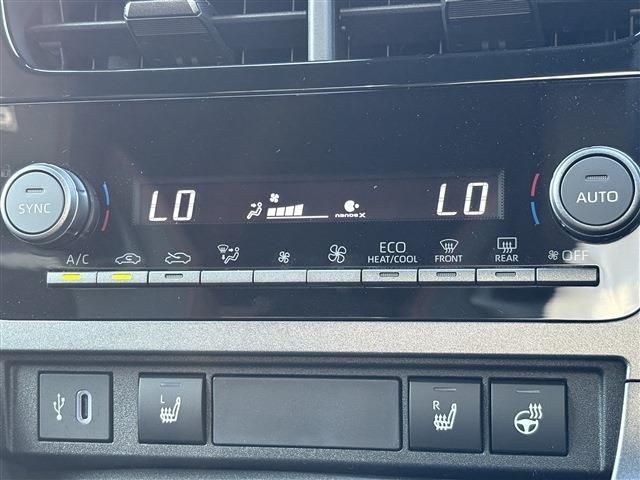 LO LO
nanoe X
SYNC AUTO
A/C ECO HEAT/COOL FRONT REAR OFF
L R